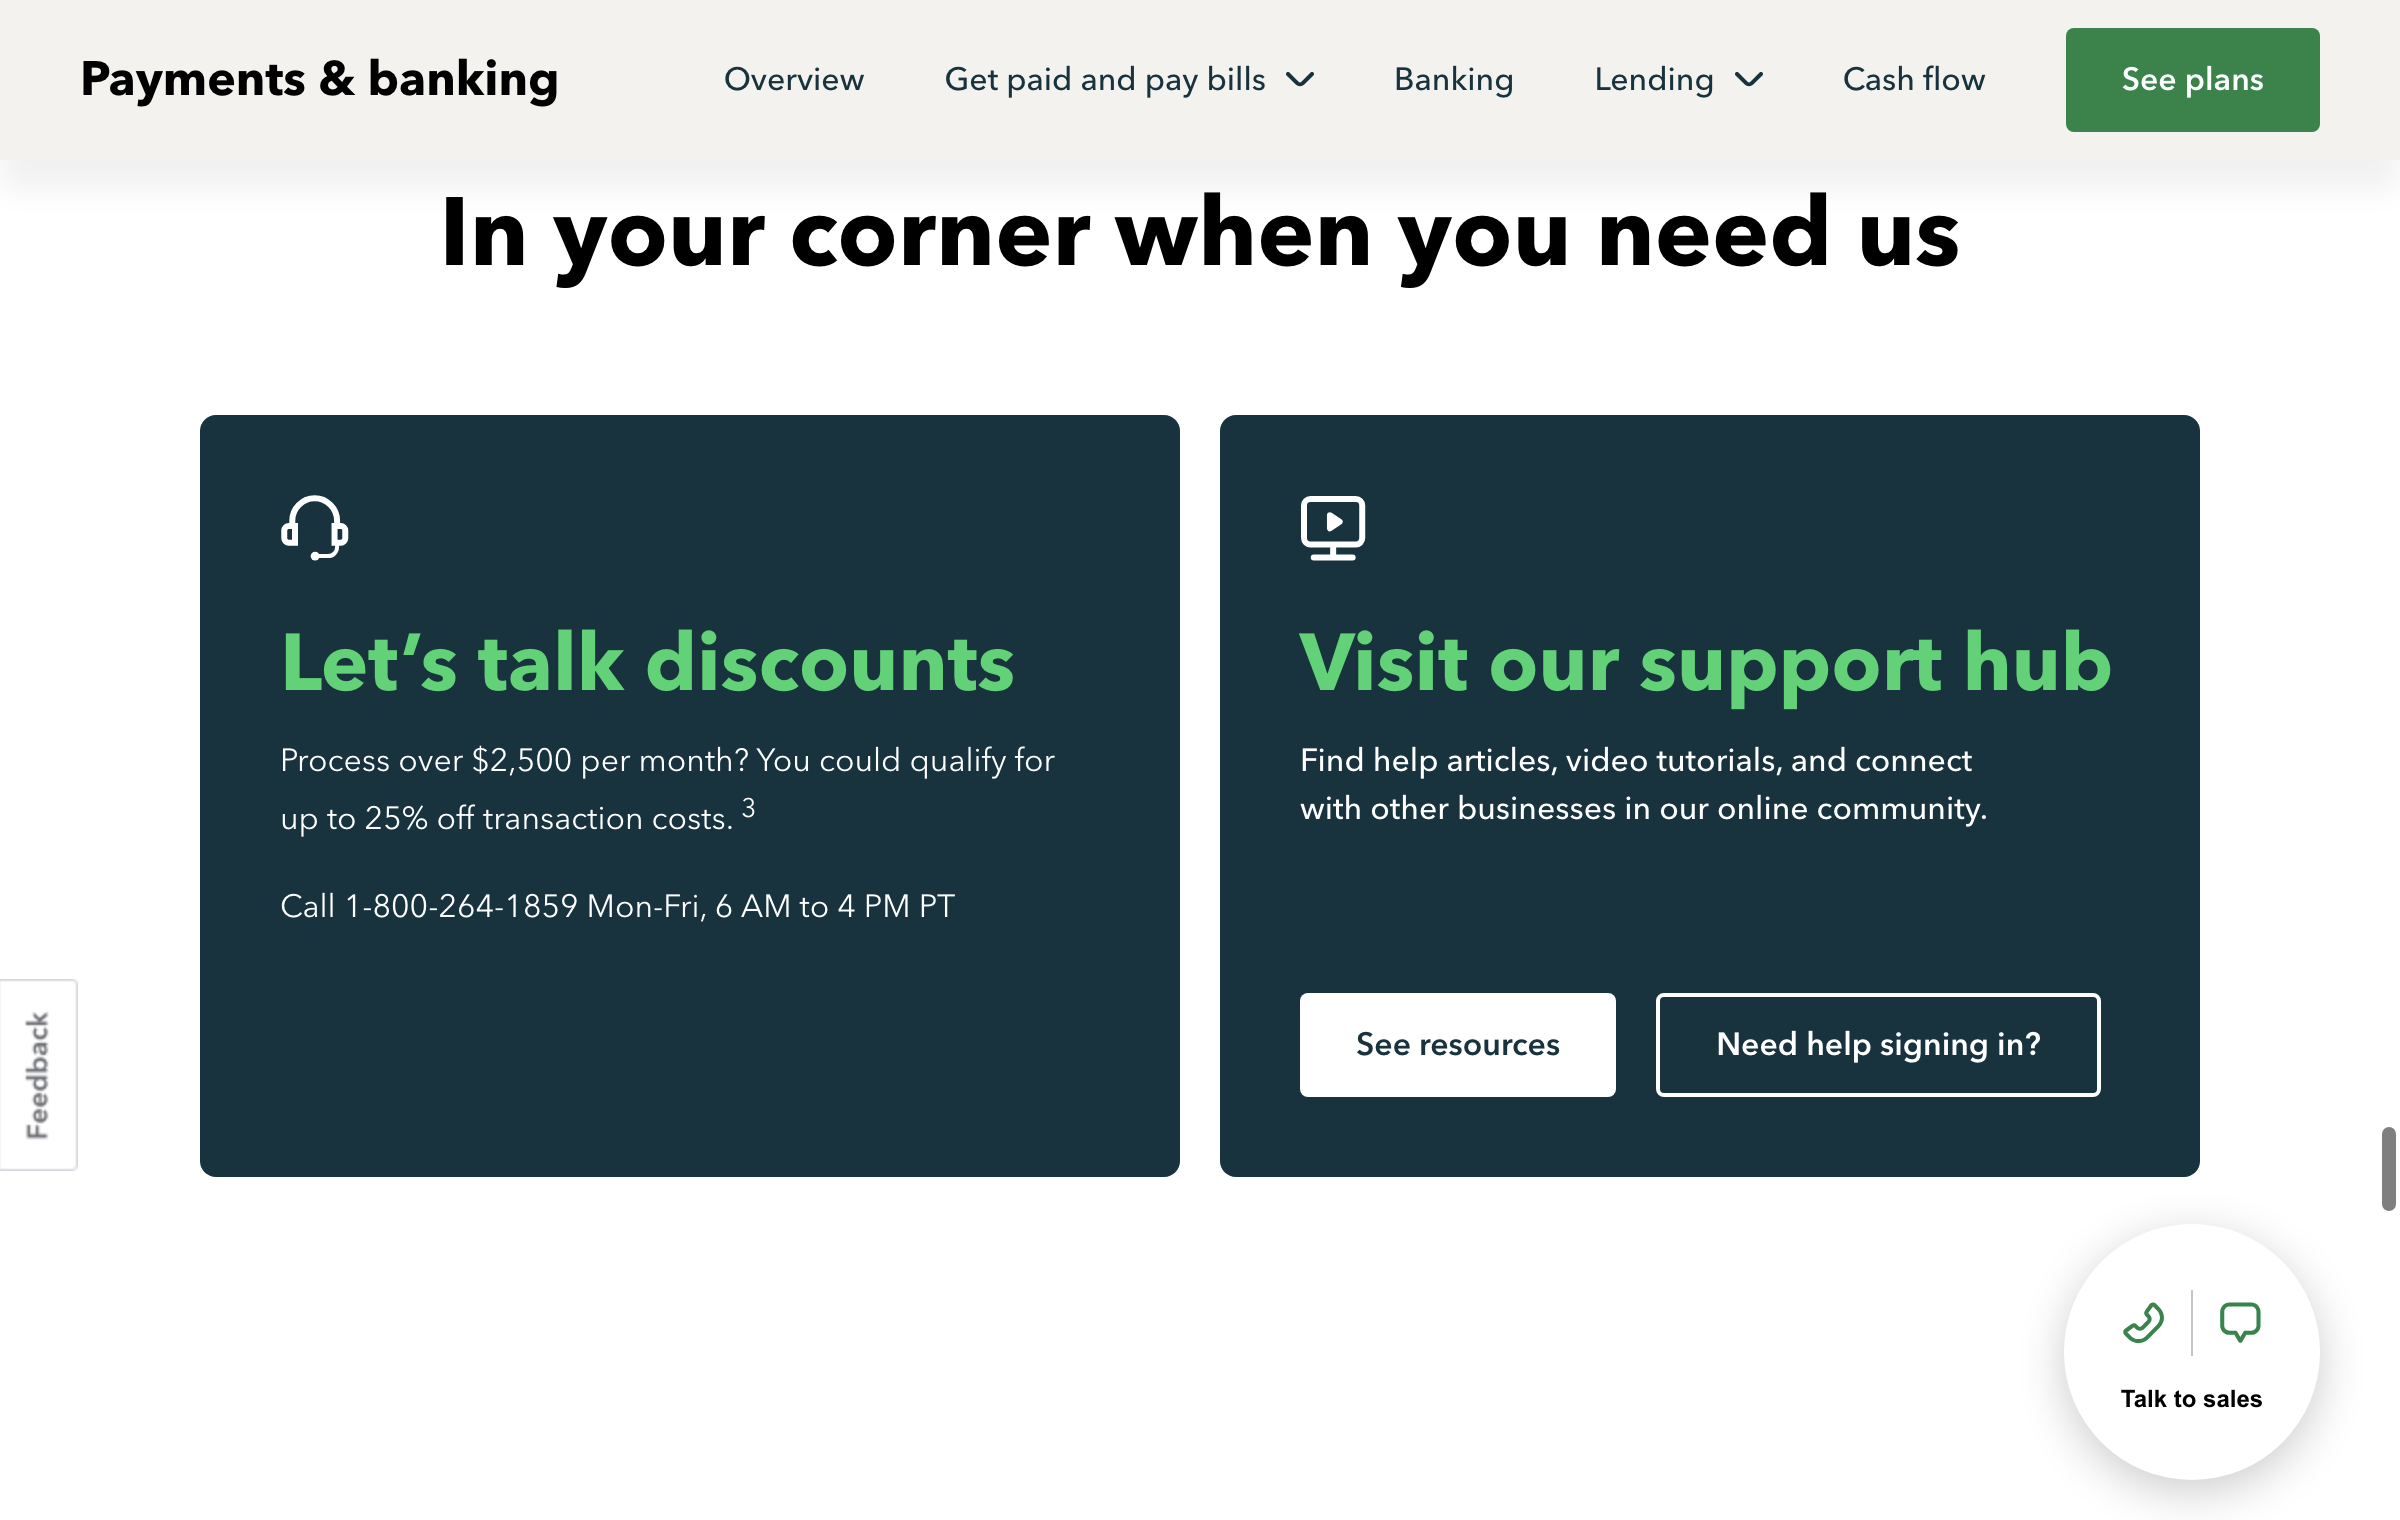 Payments & banking
Overview
Get paid and pay bills
Banking
Lending
Cash flow
See plans
In your corner when you need us
Let’s talk discounts
Process over $2,500 per month? You could qualify for
up to 25% off transaction costs. 3
Call 1-800-264-1859 Mon-Fri, 6 AM to 4 PM PT
Visit our support hub
Find help articles, video tutorials, and connect
with other businesses in our online community.
See resources
Need help signing in?
Feedback
Talk to sales